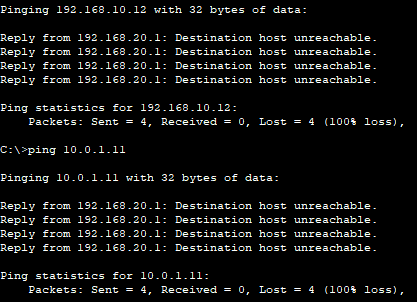 Pinging 192.168.10.12 with 32 bytes of data:
Reply from 192.168.20.1: Destination host unreachable.
Reply from 192.168.20.1: Destination host unreachable.
Reply from 192.168.20.1: Destination host unreachable.
Reply from 192.168.20.1: Destination host unreachable.
Ping statistics for 192.168.10.12:
    Packets: Sent = 4, Received = 0, Lost = 4 (100% loss),
C:\>ping 10.0.1.11
Pinging 10.0.1.11 with 32 bytes of data:
Reply from 192.168.20.1: Destination host unreachable.
Reply from 192.168.20.1: Destination host unreachable.
Reply from 192.168.20.1: Destination host unreachable.
Reply from 192.168.20.1: Destination host unreachable.
Ping statistics for 10.0.1.11:
    Packets: Sent = 4, Received = 0, Lost = 4 (100% loss),